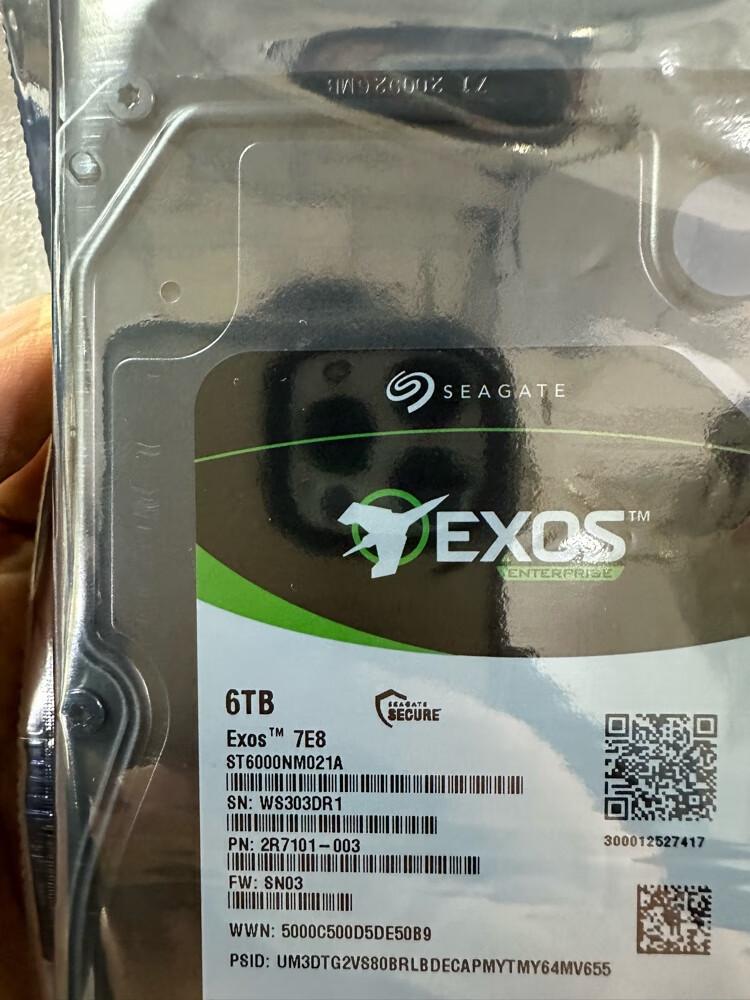 SEAGATE
EXOS™
ENTERPRISE
6TB
SEAGATE
SECURE
Exos™ 7E8
ST6000NM021A
SN: WS303DR1
PN: 2R7101-003
FW: SN03
300012527417
WWN: 5000C500D5DE50B9
PSID: UM3DTG2VS80BRLBDECAPMYTMY64MV655